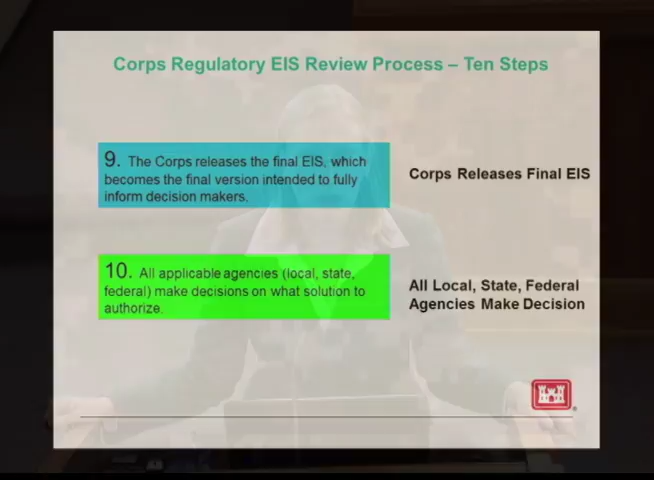 Corps Regulatory EIS Review Process – Ten Steps
9. The Corps releases the final EIS, which
becomes the final version intended to fully
inform decision makers.
Corps Releases Final EIS
10. All applicable agencies (local, state,
federal) make decisions on what solution to
authorize.
All Local, State, Federal
Agencies Make Decision
®